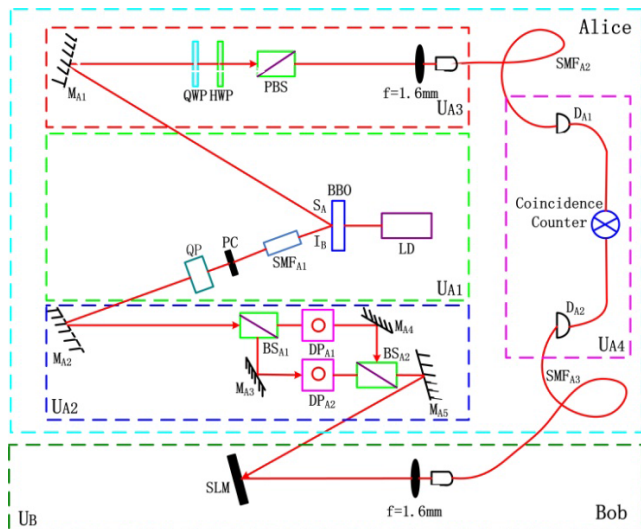 Alice
M_A1
QWP HWP
PBS
f=1.6mm
U_A3
SMF_A2
D_A1
Coincidence
Counter
D_A2
U_A4
SMF_A3
S_A
BBO
I_B
LD
QP
PC
SMF_A1
U_A1
M_A2
BS_A1
DP_A1
M_A4
BS_A2
M_A3
DP_A2
M_A5
U_A2
SLM
f=1.6mm
U_B
Bob